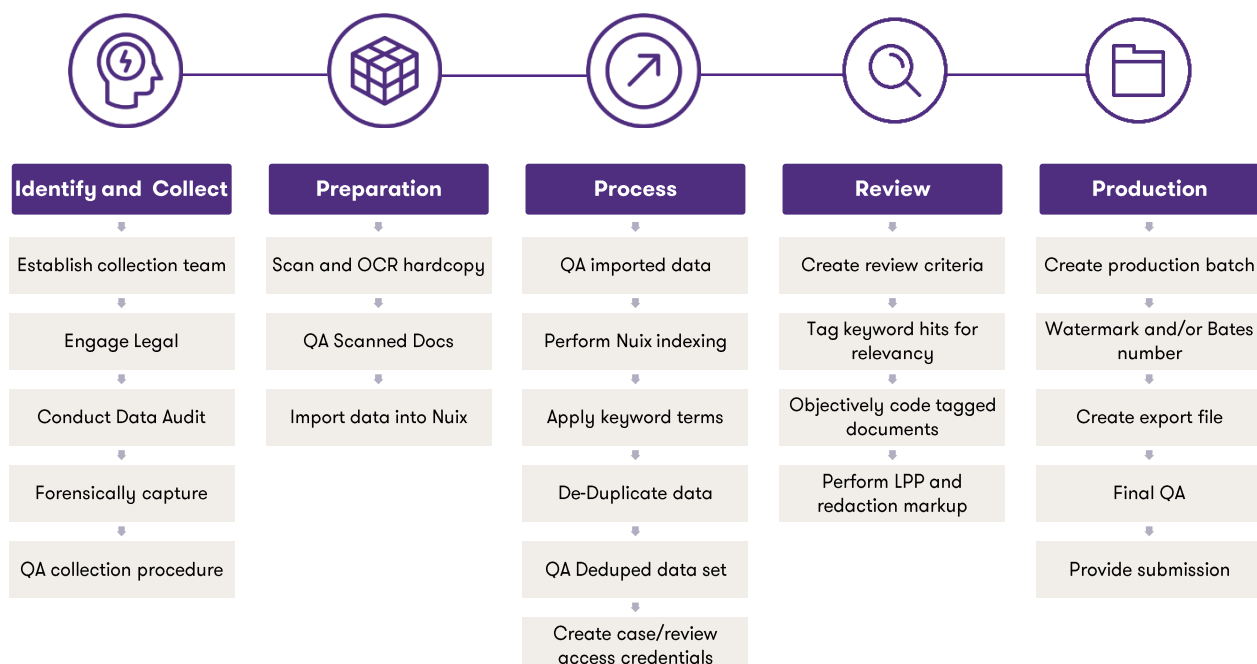 Identify and Collect
Establish collection team
Engage Legal
Conduct Data Audit
Forensically capture
QA collection procedure
Preparation
Scan and OCR hardcopy
QA Scanned Docs
Import data into Nuix
Process
QA imported data
Perform Nuix indexing
Apply keyword terms
De-Duplicate data
QA Deduped data set
Create case/review
access credentials
Review
Create review criteria
Tag keyword hits for
relevancy
Objectively code tagged
documents
Perform LPP and
redaction markup
Production
Create production batch
Watermark and/or Bates
number
Create export file
Final QA
Provide submission